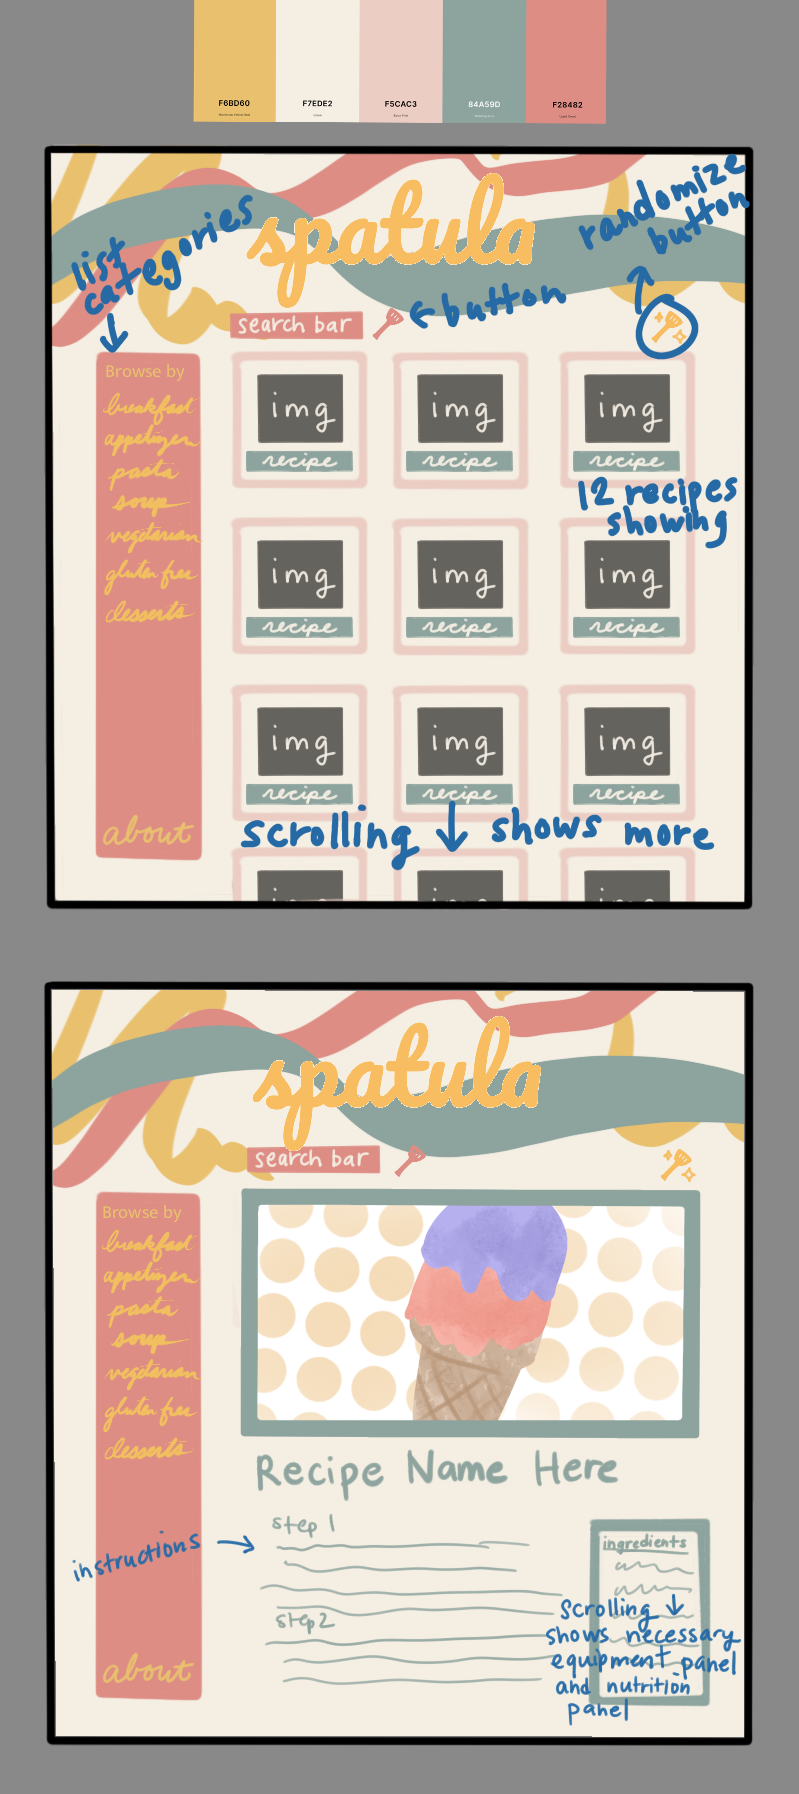 F6BD60
F7EDE2
F5CAC3
84A59D
F28482
spatula
list
categories
randomize
button
search bar
← button
Browse by
breakfast
appetizer
pasta
soup
vegetarian
gluten free
desserts
about
img
img
img
recipe
recipe
recipe
12 recipes
showing
img
img
img
recipe
recipe
recipe
img
img
img
recipe
recipe
recipe
scrolling ↓ shows more
spatula
search bar
Browse by
breakfast
appetizer
pasta
soup
vegetarian
gluten free
desserts
about
Recipe Name Here
instructions →
step 1
step 2
ingredients
Scrolling ↓
shows necessary
equipment panel
and nutrition
panel